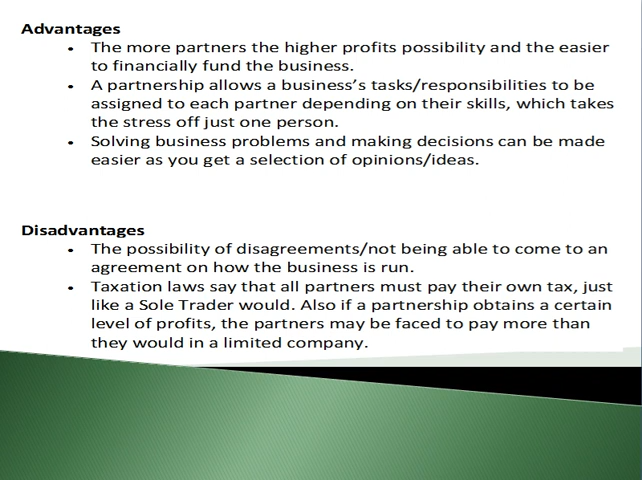 Advantages
• The more partners the higher profits possibility and the easier
to financially fund the business.
• A partnership allows a business's tasks/responsibilities to be
assigned to each partner depending on their skills, which takes
the stress off just one person.
• Solving business problems and making decisions can be made
easier as you get a selection of opinions/ideas.
Disadvantages
• The possibility of disagreements/not being able to come to an
agreement on how the business is run.
• Taxation laws say that all partners must pay their own tax, just
like a Sole Trader would. Also if a partnership obtains a certain
level of profits, the partners may be faced to pay more than
they would in a limited company.